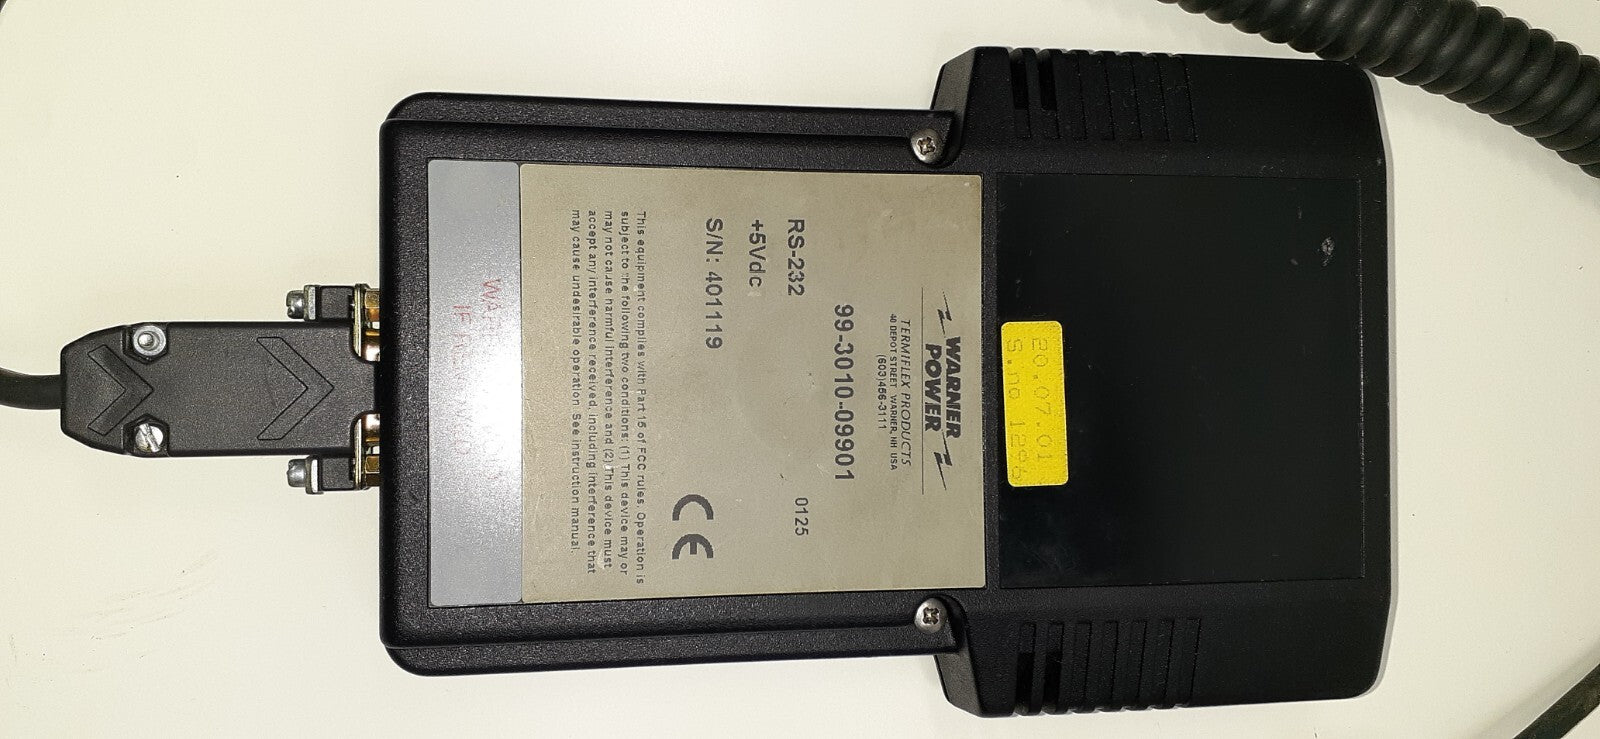 20.07.01
S.no 1296
WARNER
POWER
TERMIFLEX PRODUCTS
40 DEPOT STREET WARNER, NH USA
(603)456-3111
99-3010-09901
RS-232
0125
+5Vdc
S/N: 401119
CE
This equipment complies with Part 15 of FCC rules. Operation is
subject to the following two conditions: (1) This device may or
may not cause harmful interference and (2) This device must
accept any interference received, including interference that
may cause undesirable operation. See instruction manual.
IF